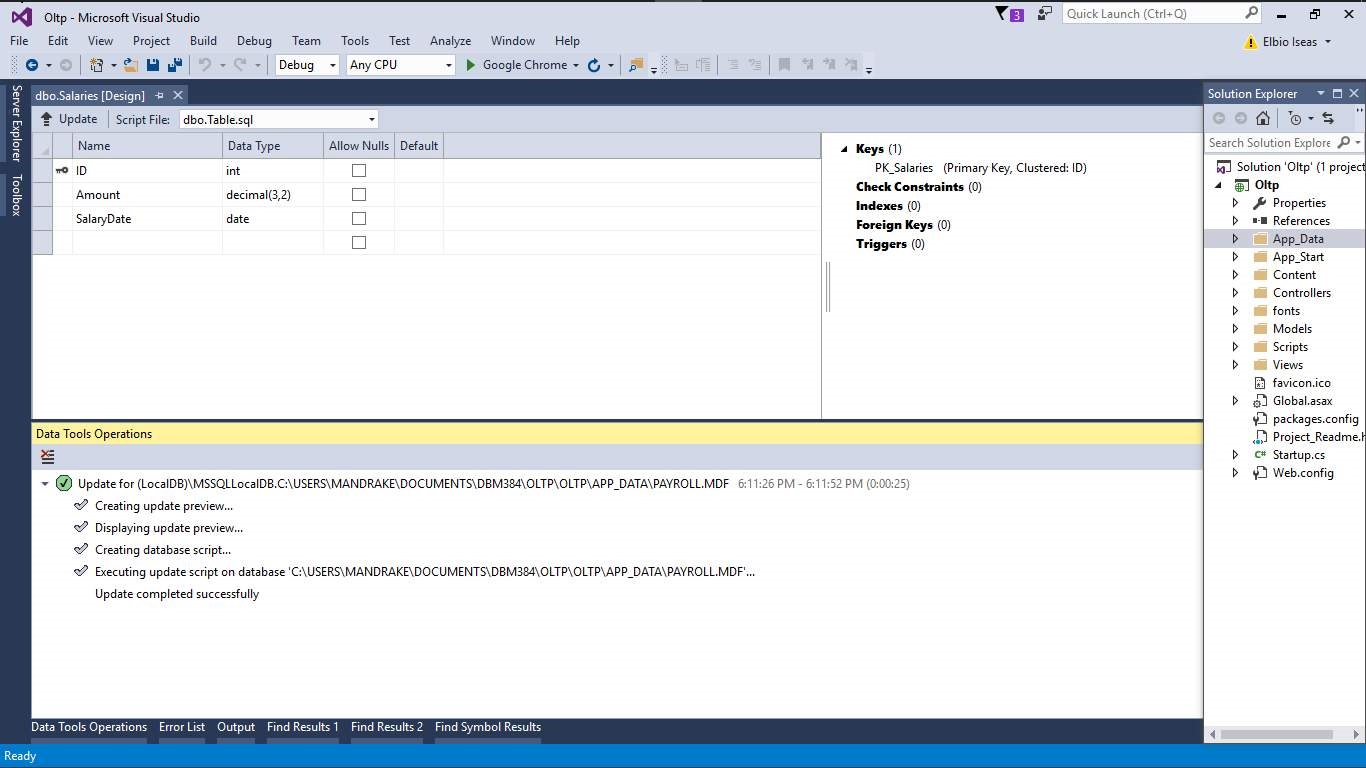 Oltp - Microsoft Visual Studio
3
Quick Launch (Ctrl+Q)
File Edit View Project Build Debug Team Tools Test Analyze Window Help
Elbio Iseas
Debug Any CPU Google Chrome
Server Explorer
Toolbox
dbo.Salaries [Design]
Update Script File: dbo.Table.sql
Name Data Type Allow Nulls Default
ID int
Amount decimal(3,2)
SalaryDate date
Keys (1)
PK_Salaries (Primary Key, Clustered: ID)
Check Constraints (0)
Indexes (0)
Foreign Keys (0)
Triggers (0)
Data Tools Operations
Update for (LocalDB)\MSSQLLocalDB.C:\USERS\MANDRAKE\DOCUMENTS\DBM384\OLTP\OLTP\APP_DATA\PAYROLL.MDF 6:11:26 PM - 6:11:52 PM (0:00:25)
Creating update preview...
Displaying update preview...
Creating database script...
Executing update script on database 'C:\USERS\MANDRAKE\DOCUMENTS\DBM384\OLTP\OLTP\APP_DATA\PAYROLL.MDF'...
Update completed successfully
Data Tools Operations Error List Output Find Results 1 Find Results 2 Find Symbol Results
Ready
Solution Explorer
Search Solution Explore
Solution 'Oltp' (1 project
Oltp
Properties
References
App_Data
App_Start
Content
Controllers
fonts
Models
Scripts
Views
favicon.ico
Global.asax
packages.config
Project_Readme.h
C# Startup.cs
Web.config